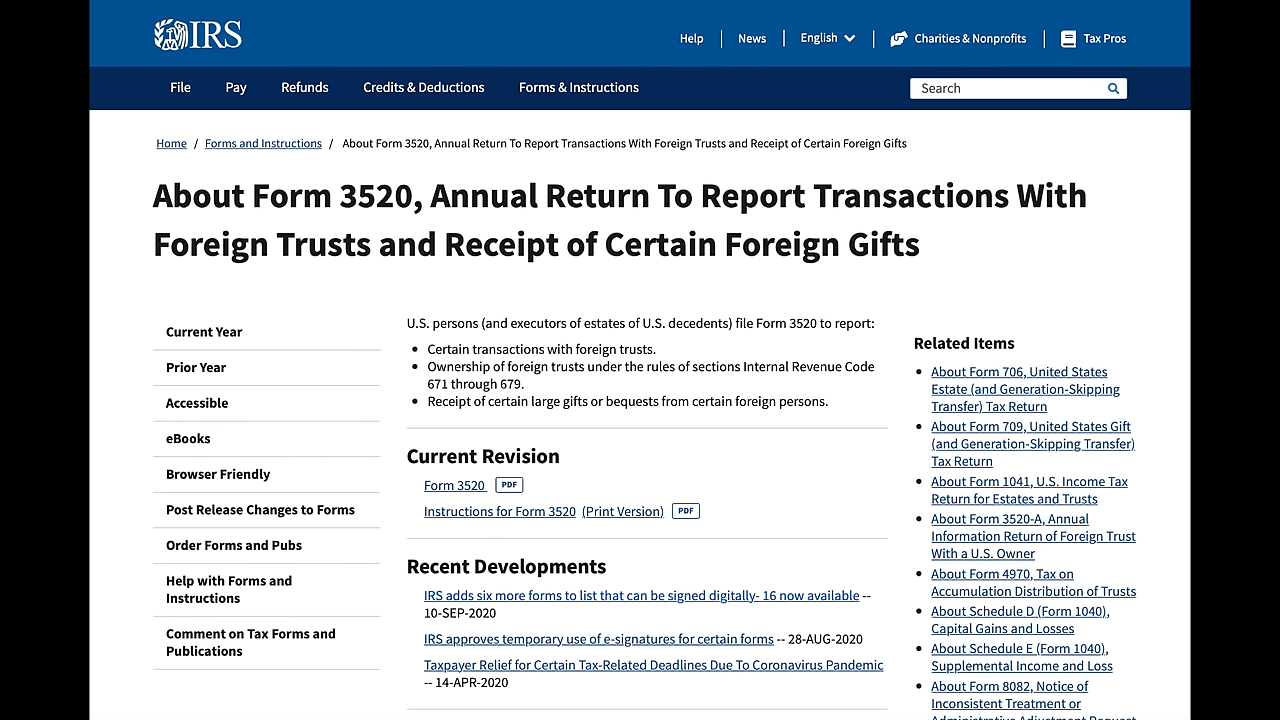 IRS
Help
News
English
Charities & Nonprofits
Tax Pros
File
Pay
Refunds
Credits & Deductions
Forms & Instructions
Search
Home / Forms and Instructions / About Form 3520, Annual Return To Report Transactions With Foreign Trusts and Receipt of Certain Foreign Gifts
About Form 3520, Annual Return To Report Transactions With
Foreign Trusts and Receipt of Certain Foreign Gifts
Current Year
Prior Year
Accessible
eBooks
Browser Friendly
Post Release Changes to Forms
Order Forms and Pubs
Help with Forms and
Instructions
Comment on Tax Forms and
Publications
U.S. persons (and executors of estates of U.S. decedents) file Form 3520 to report:
Certain transactions with foreign trusts.
Ownership of foreign trusts under the rules of sections Internal Revenue Code
671 through 679.
Receipt of certain large gifts or bequests from certain foreign persons.
Current Revision
Form 3520 PDF
Instructions for Form 3520 (Print Version) PDF
Recent Developments
IRS adds six more forms to list that can be signed digitally- 16 now available --
10-SEP-2020
IRS approves temporary use of e-signatures for certain forms -- 28-AUG-2020
Taxpayer Relief for Certain Tax-Related Deadlines Due To Coronavirus Pandemic
-- 14-APR-2020
Related Items
About Form 706, United States
Estate (and Generation-Skipping
Transfer) Tax Return
About Form 709, United States Gift
(and Generation-Skipping Transfer)
Tax Return
About Form 1041, U.S. Income Tax
Return for Estates and Trusts
About Form 3520-A, Annual
Information Return of Foreign Trust
With a U.S. Owner
About Form 4970, Tax on
Accumulation Distribution of Trusts
About Schedule D (Form 1040),
Capital Gains and Losses
About Schedule E (Form 1040),
Supplemental Income and Loss
About Form 8082, Notice of
Inconsistent Treatment or
Administrative Adjustment Request